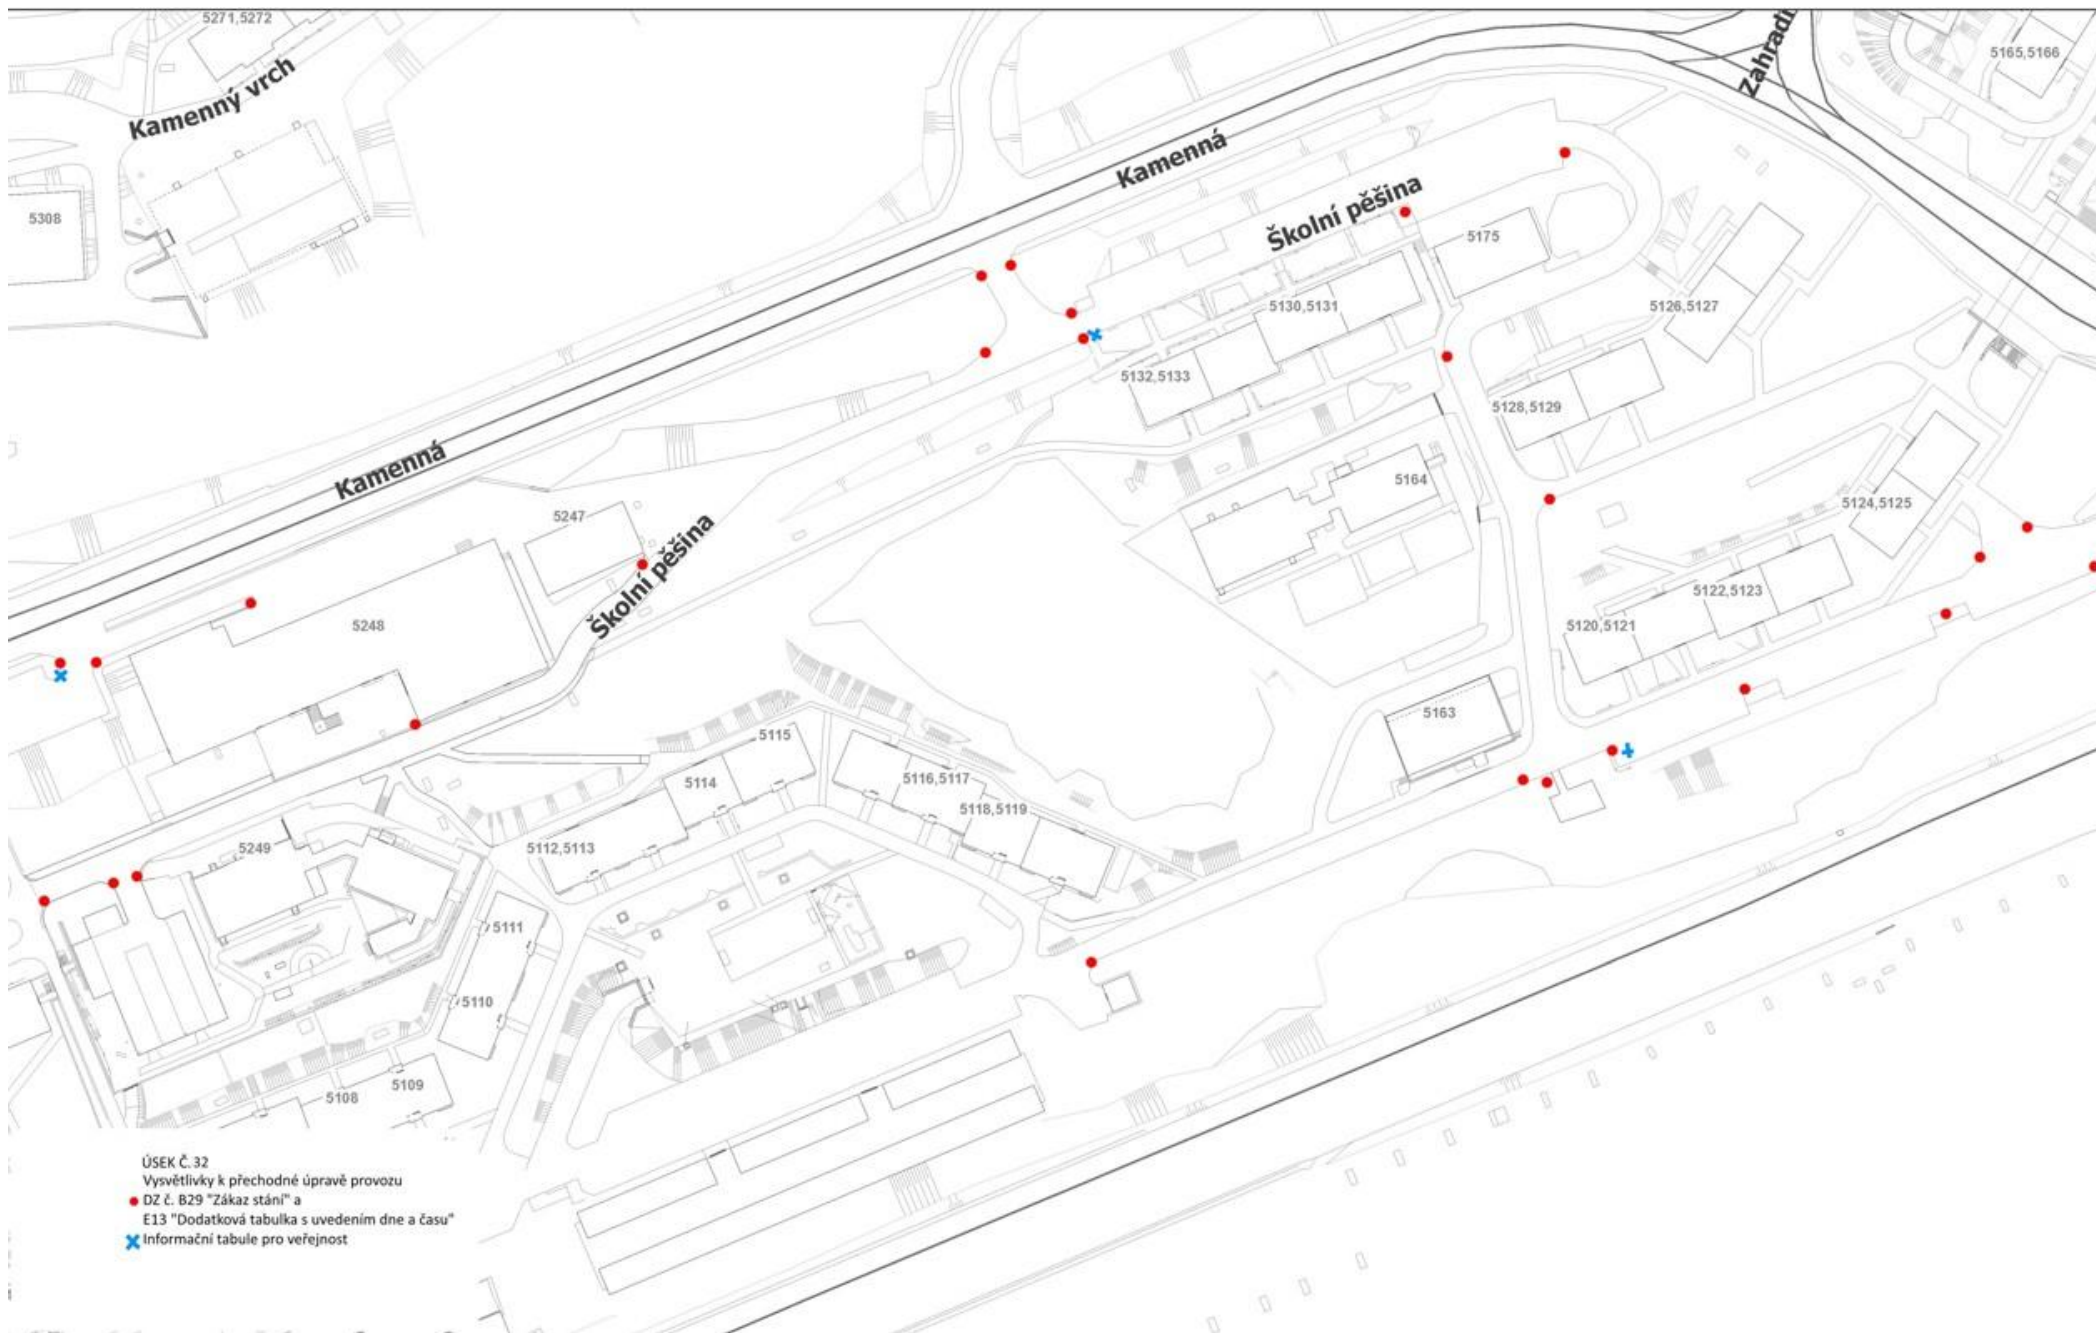 5271,5272
Zahradn
5165,5166
Kamenný vrch
Kamenná
5308
Školní pěšina
5175
5130,5131
5126,5127
5132,5133
5128,5129
Kamenná
5164
5247
5124,5125
Školní pěšina
5248
5122,5123
5120,5121
5163
5115
5114
5116,5117
5118,5119
5249
5112,5113
5111
5110
5109
5108
ÚSEK Č. 32
Vysvětlivky k přechodné úpravě provozu
DZ č. B29 "Zákaz stání" a
E13 "Dodatková tabulka s uvedením dne a času"
Informační tabule pro veřejnost